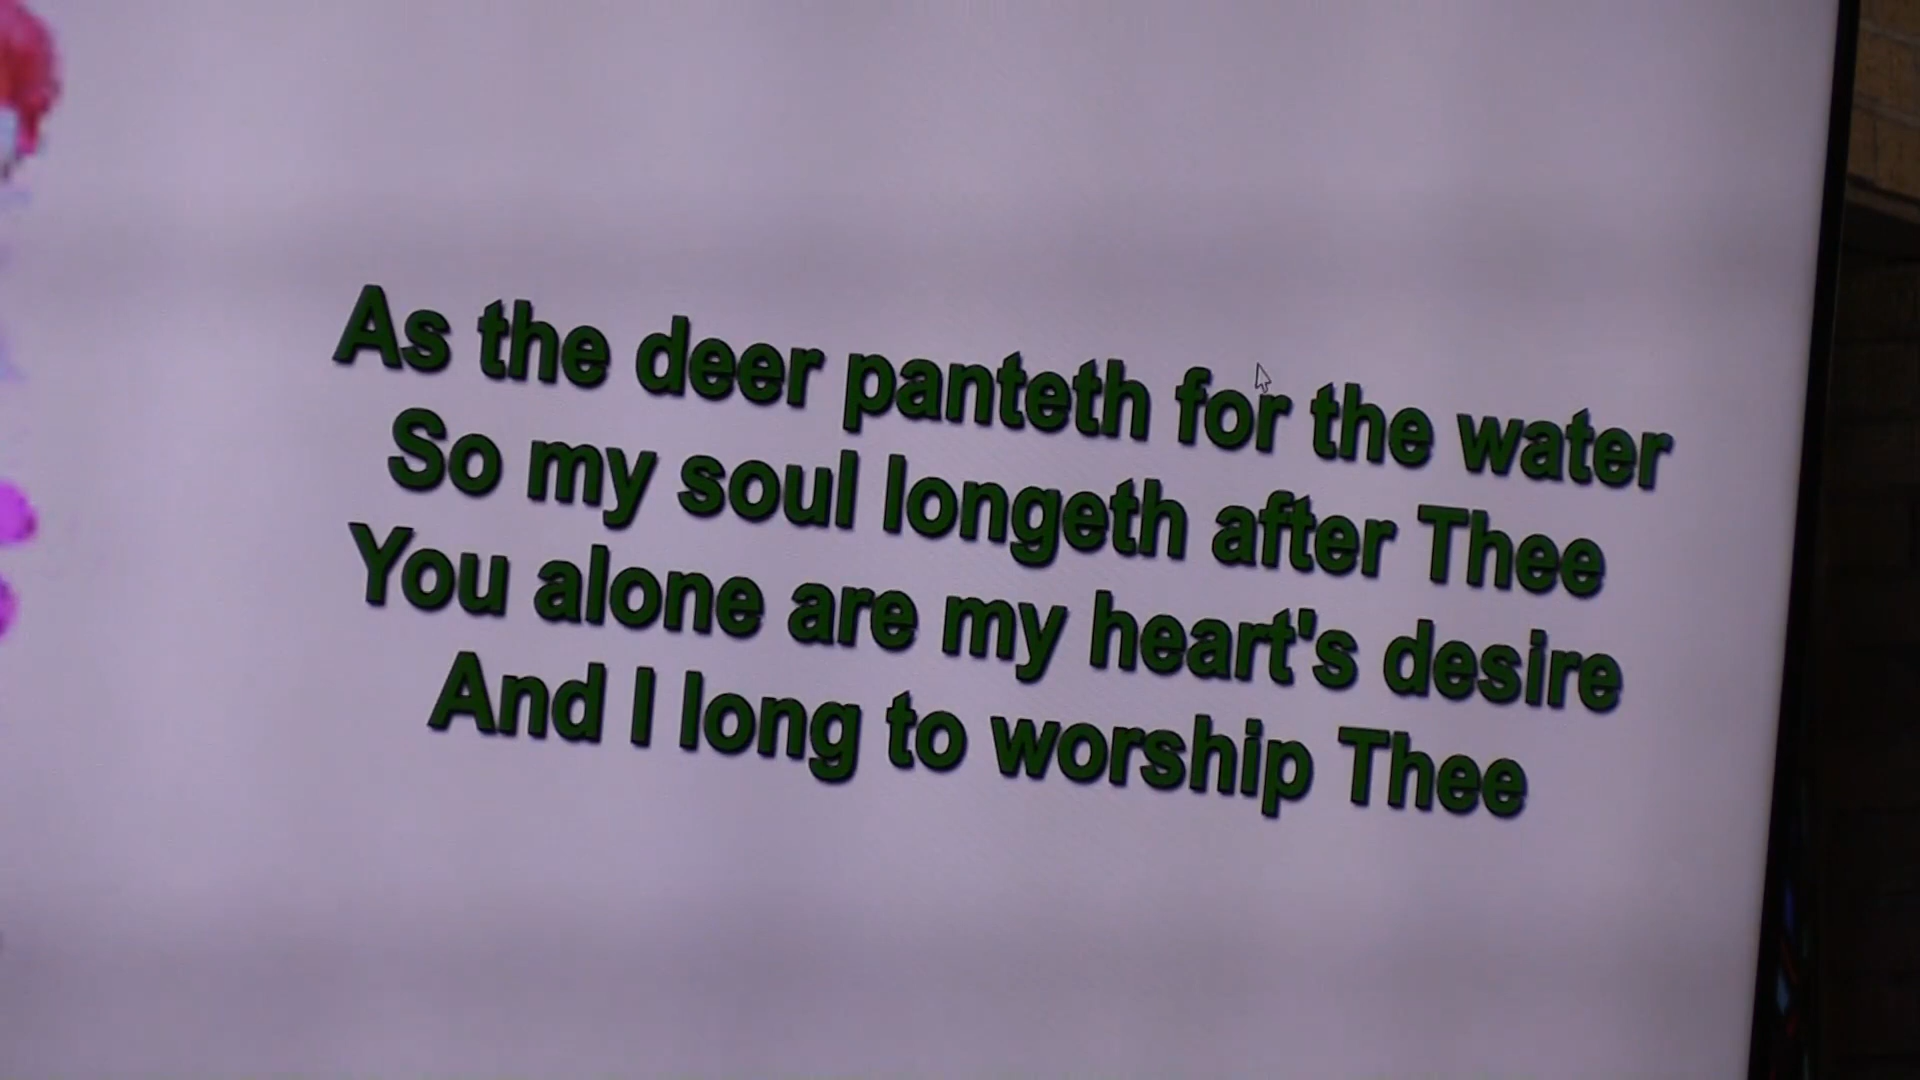 As the deer panteth for the water
So my soul longeth after Thee
You alone are my heart's desire
And I long to worship Thee